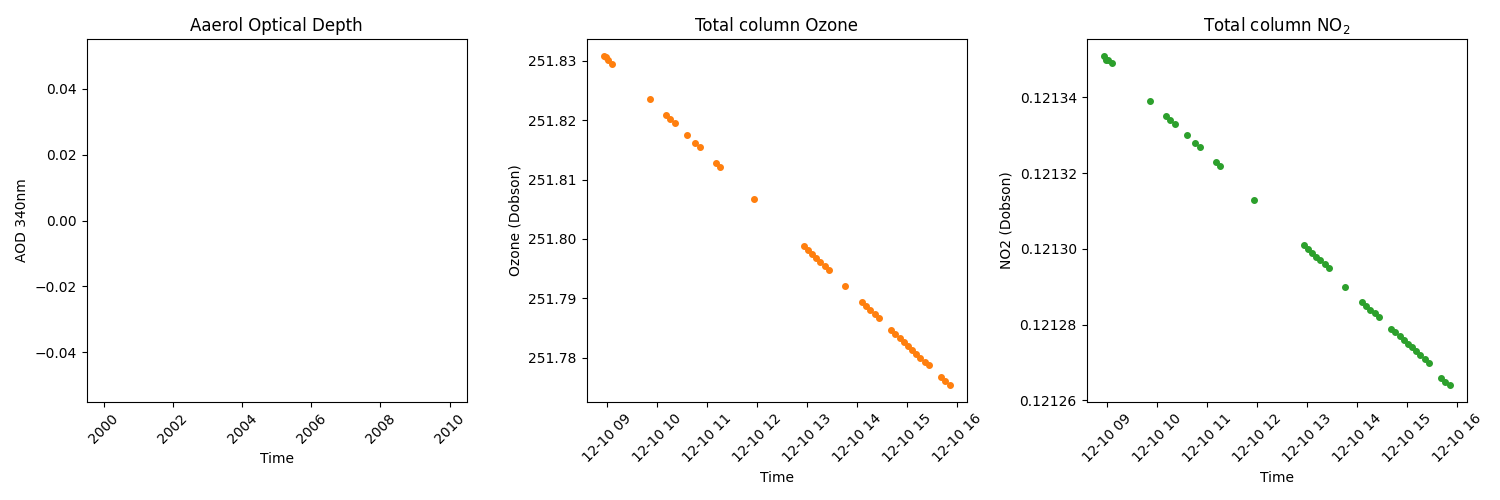 Aaerol Optical Depth
AOD 340nm
0.04
0.02
0.00
−0.02
−0.04
2000 2002 2004 2006 2008 2010
Time
Total column Ozone
Ozone (Dobson)
251.83
251.82
251.81
251.80
251.79
251.78
12-10 09 12-10 10 12-10 11 12-10 12 12-10 13 12-10 14 12-10 15 12-10 16
Time
Total column NO₂
NO2 (Dobson)
0.12134
0.12132
0.12130
0.12128
0.12126
12-10 09 12-10 10 12-10 11 12-10 12 12-10 13 12-10 14 12-10 15 12-10 16
Time